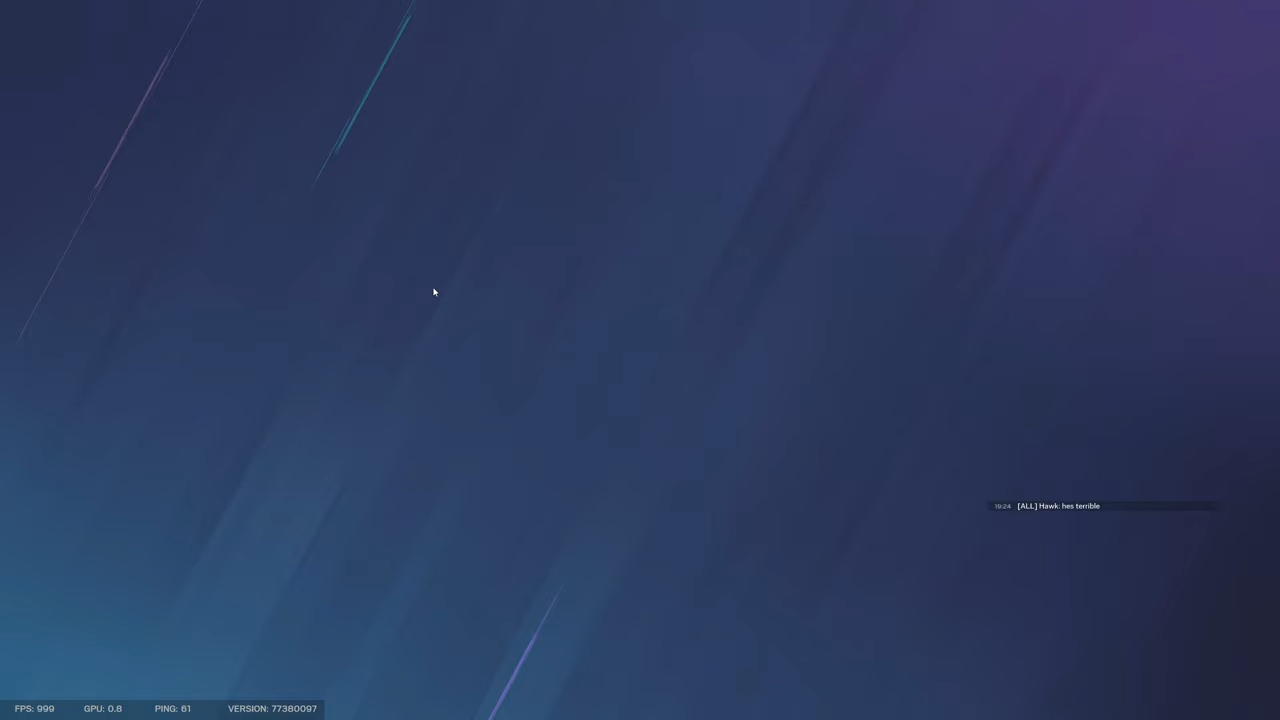 19:24 [ALL] Hawk: hes terrible
FPS: 999 GPU: 0.8 PING: 61 VERSION: 77380097